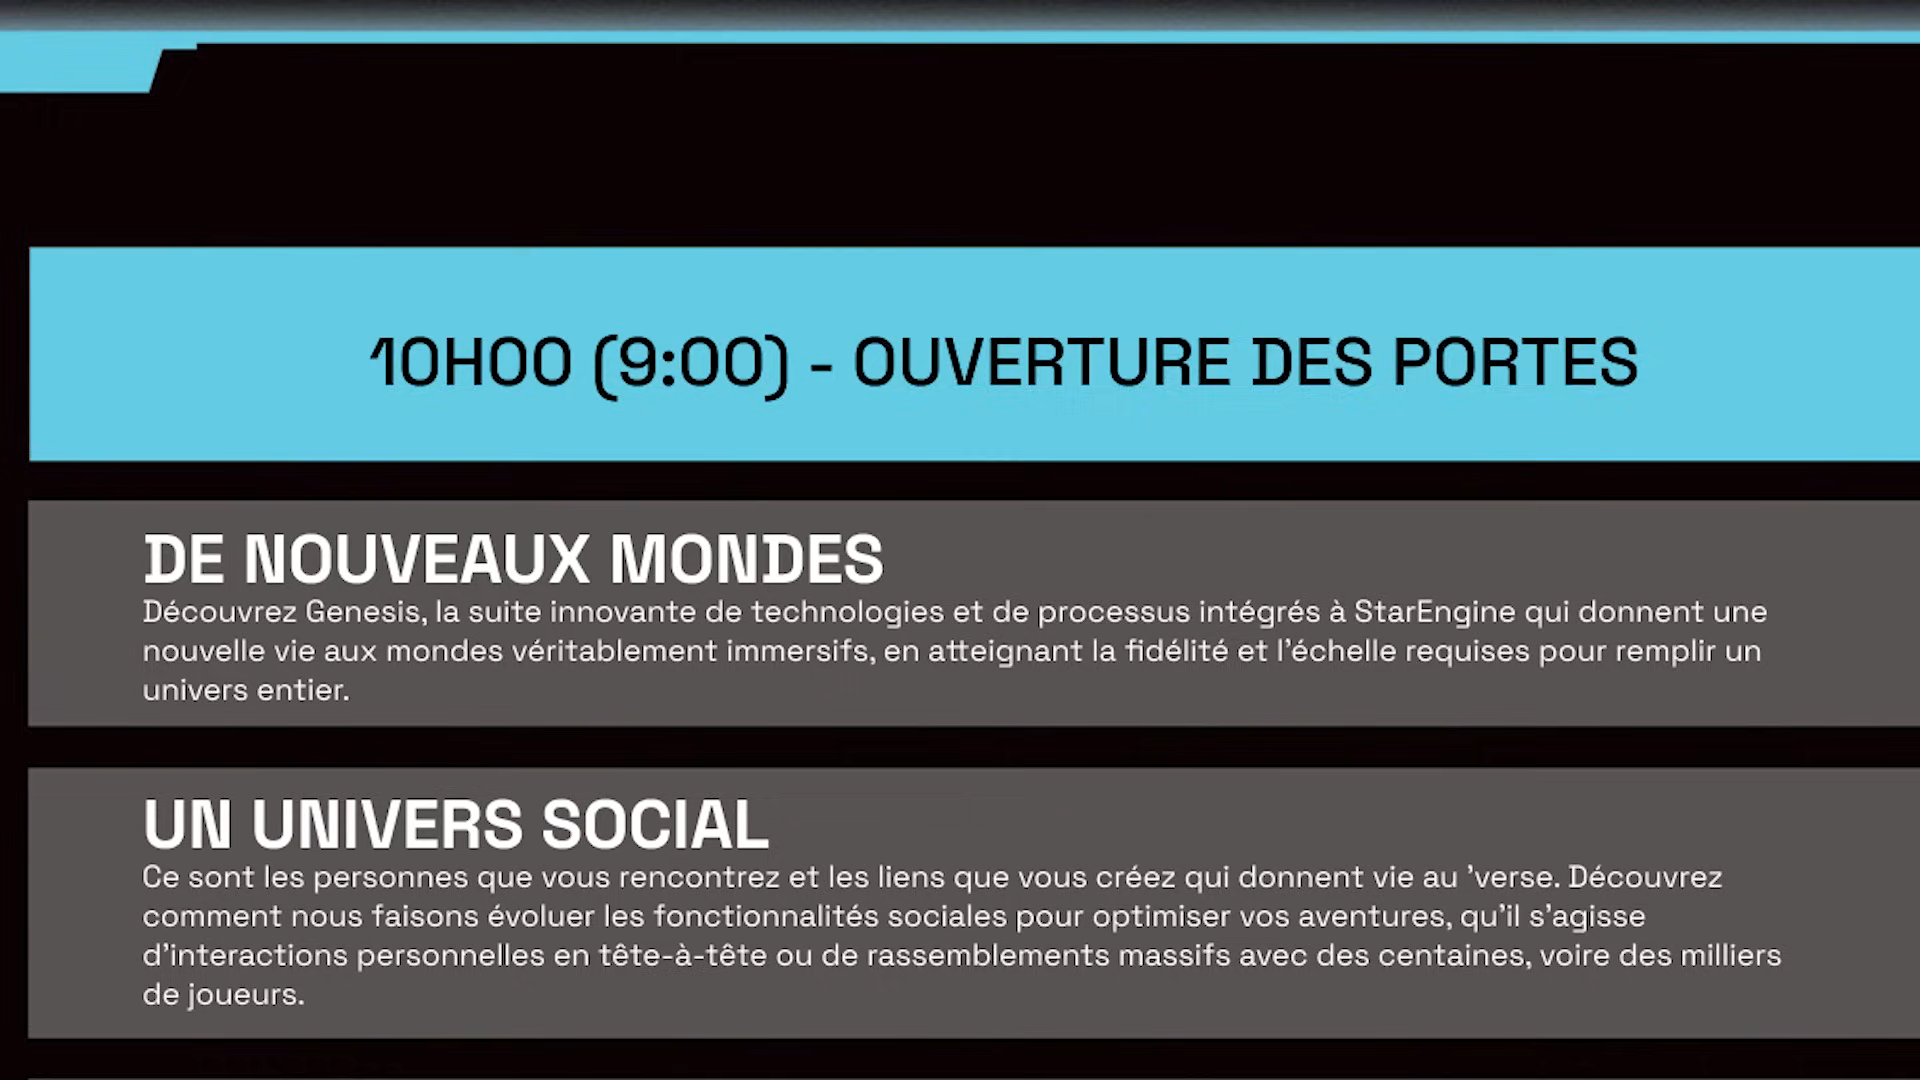 10H00 (9:00) - OUVERTURE DES PORTES
DE NOUVEAUX MONDES
Découvrez Genesis, la suite innovante de technologies et de processus intégrés à StarEngine qui donnent une
nouvelle vie aux mondes véritablement immersifs, en atteignant la fidélité et l’échelle requises pour remplir un
univers entier.
UN UNIVERS SOCIAL
Ce sont les personnes que vous rencontrez et les liens que vous créez qui donnent vie au ’verse. Découvrez
comment nous faisons évoluer les fonctionnalités sociales pour optimiser vos aventures, qu’il s’agisse
d’interactions personnelles en tête-à-tête ou de rassemblements massifs avec des centaines, voire des milliers
de joueurs.